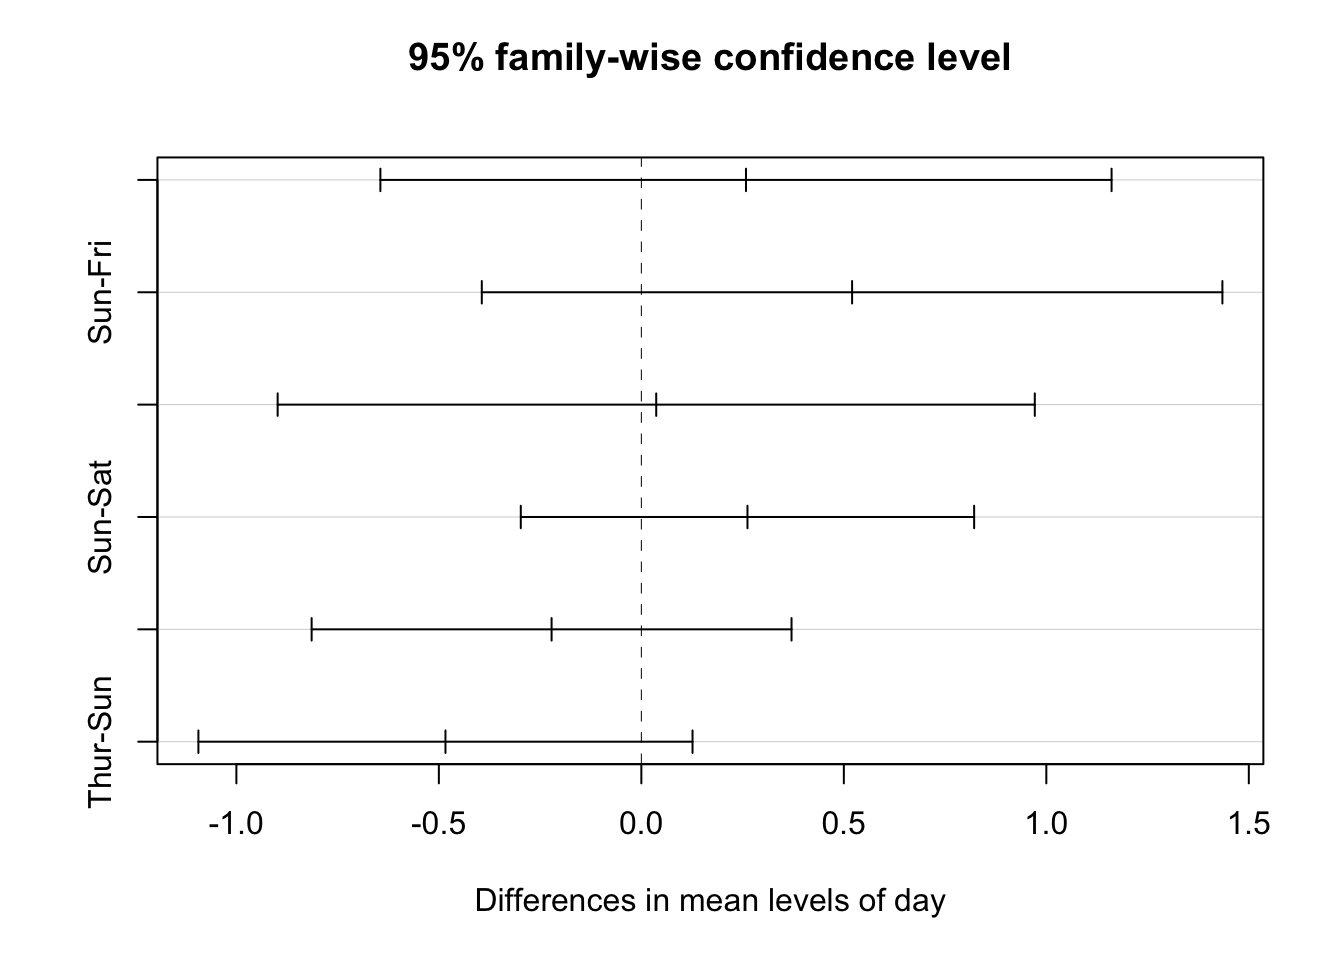 95% family-wise confidence level
Sun-Fri
Sun-Sat
Thur-Sun
-1.0 -0.5 0.0 0.5 1.0 1.5
Differences in mean levels of day